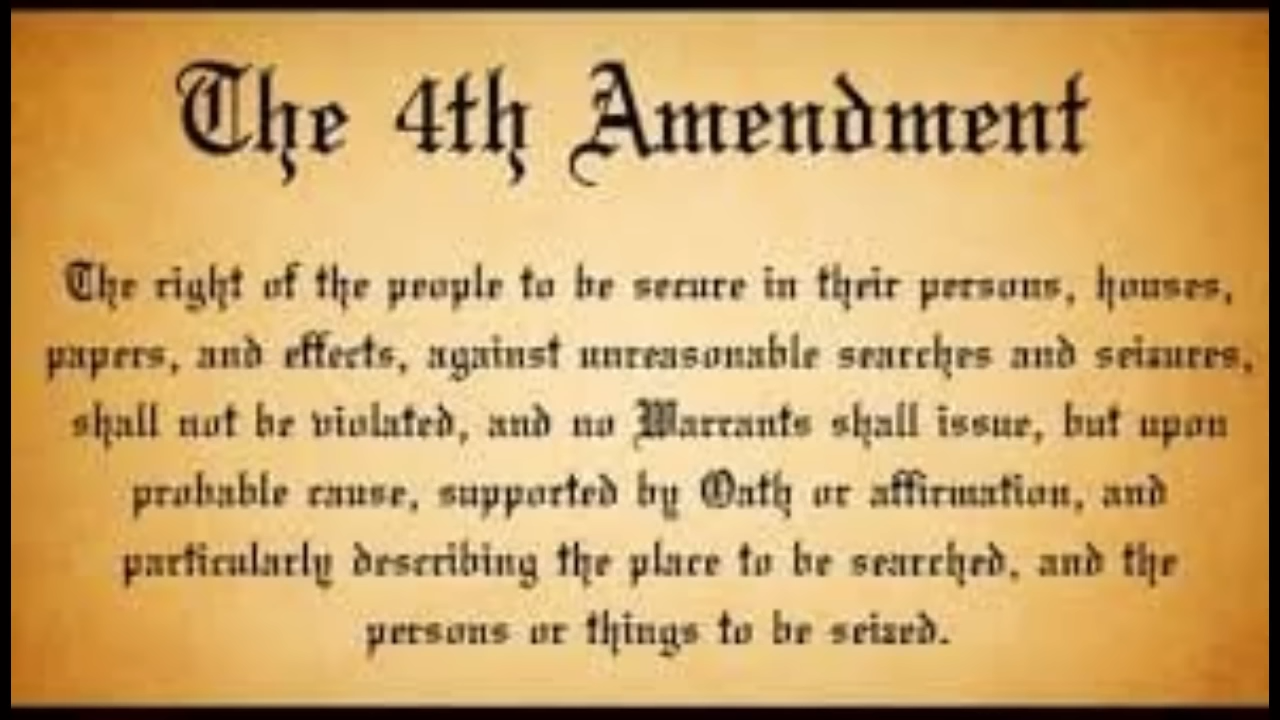 The 4th Amendment
The right of the people to be secure in their persons, houses,
papers, and effects, against unreasonable searches and seizures,
shall not be violated, and no Warrants shall issue, but upon
probable cause, supported by Oath or affirmation, and
particularly describing the place to be searched, and the
persons or things to be seized.